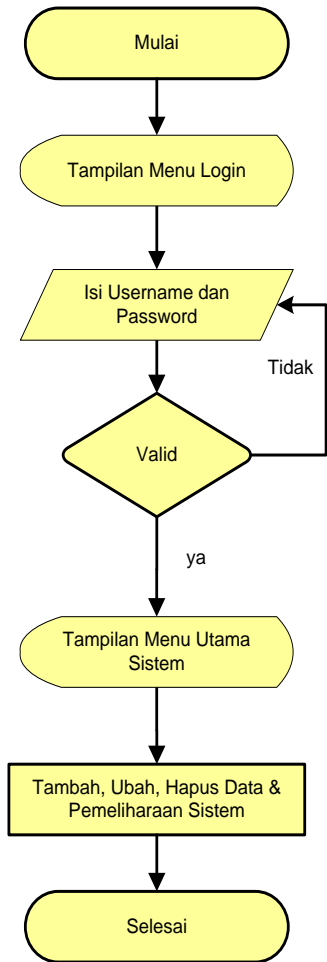 Mulai
Tampilan Menu Login
Isi Username dan
Password
Tidak
Valid
ya
Tampilan Menu Utama
Sistem
Tambah, Ubah, Hapus Data &
Pemeliharaan Sistem
Selesai